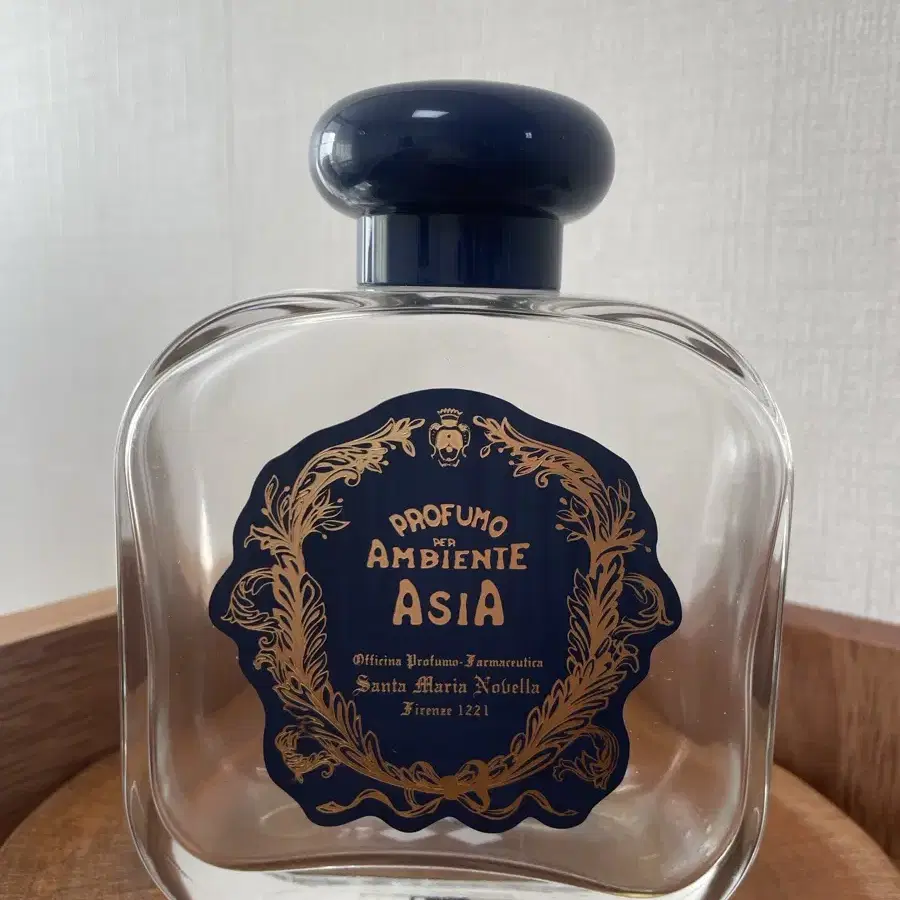 PROFUMO
PER
AMBIENTE
ASIA
Officina Profumo-Farmaceutica
Santa Maria Novella
Firenze 1221